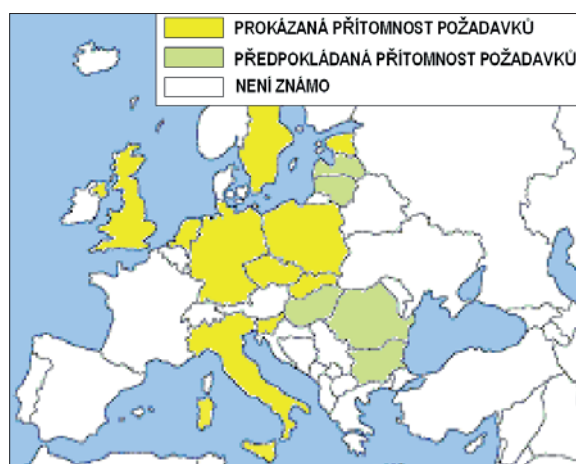 PROKÁZANÁ PŘÍTOMNOST POŽADAVKŮ
PŘEDPOKLÁDANÁ PŘÍTOMNOST POŽADAVKŮ
NENÍ ZNÁMO